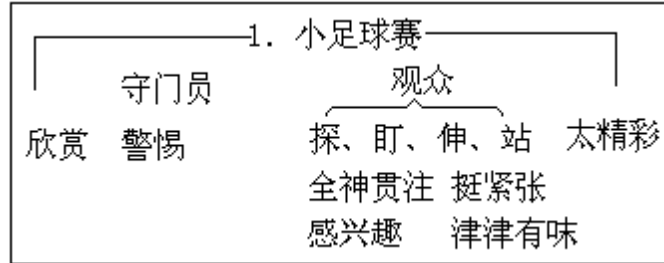 1. 小足球赛
守门员 观众
欣赏 警惕 探、盯、伸、站 太精彩
全神贯注 挺紧张
感兴趣 津津有味